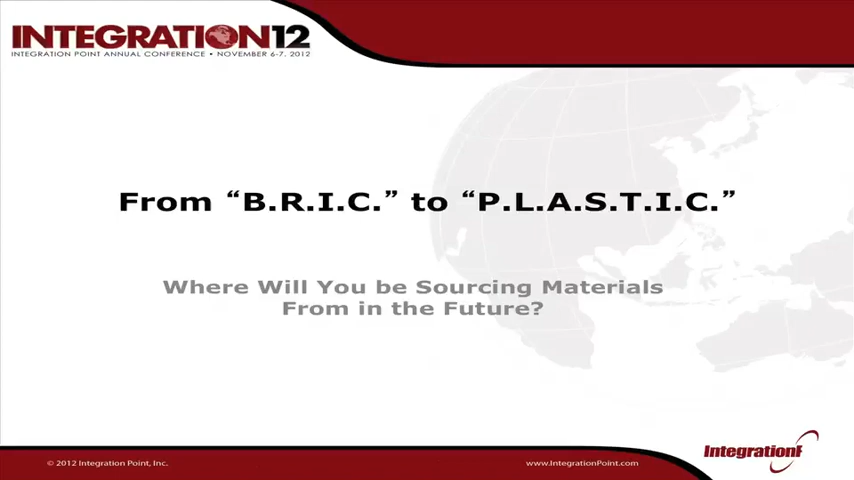 INTEGRATION12
INTEGRATION POINT ANNUAL CONFERENCE • NOVEMBER 6-7, 2012
From “B.R.I.C.” to “P.L.A.S.T.I.C.”
Where Will You be Sourcing Materials
From in the Future?
© 2012 Integration Point, Inc.
www.IntegrationPoint.com
Integration